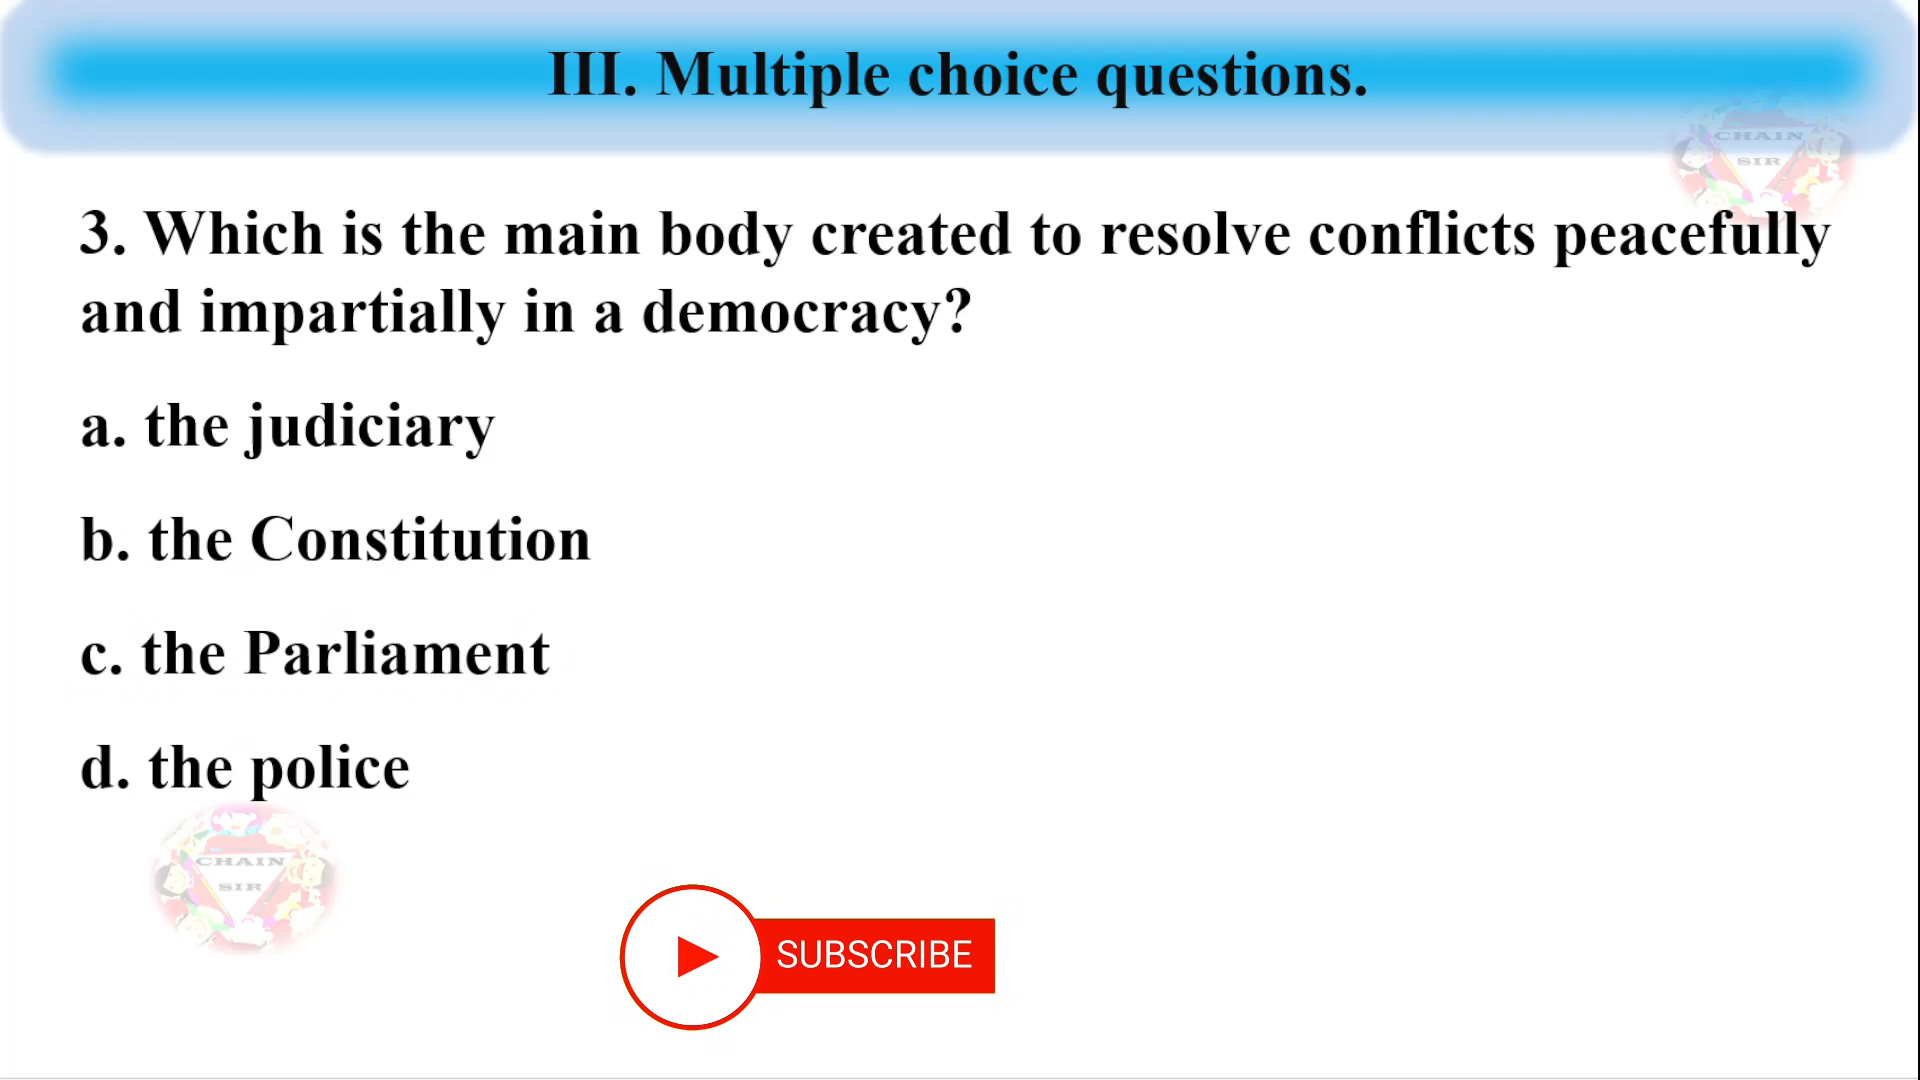 III. Multiple choice questions.
CHAIN
SIR
3. Which is the main body created to resolve conflicts peacefully
and impartially in a democracy?
a. the judiciary
b. the Constitution
c. the Parliament
d. the police
CHAIN
SIR
SUBSCRIBE